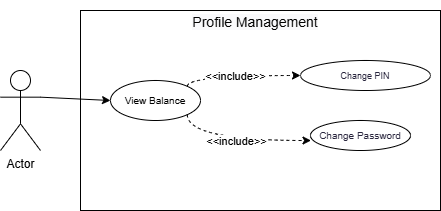 Profile Management
<<include>>
Change PIN
View Balance
<<include>>
Change Password
Actor